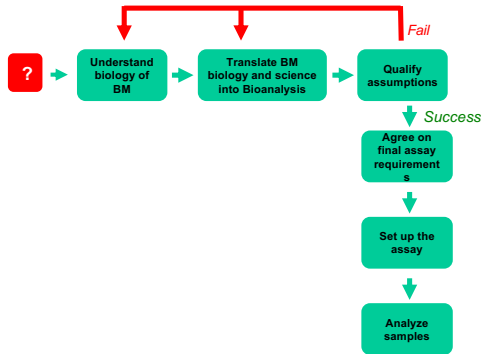 Fail
?
Understand
biology of
BM
Translate BM
biology and science
into Bioanalysis
Qualify
assumptions
Success
Agree on
final assay
requirement
s
Set up the
assay
Analyze
samples